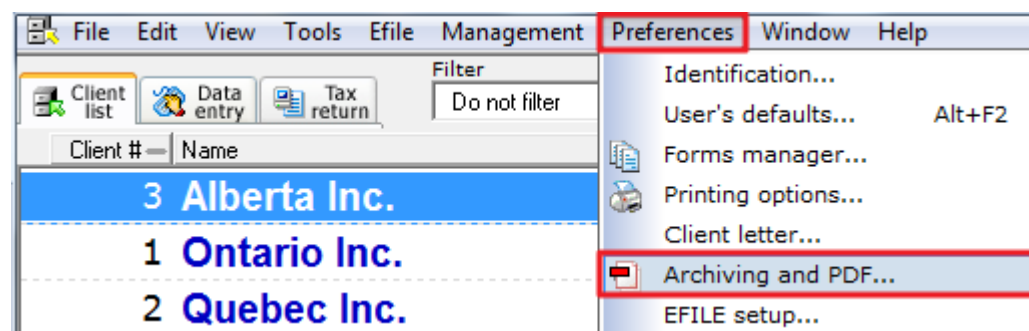 File Edit View Tools Efile Management Preferences Window Help
Client list
Data entry
Tax return
Filter
Do not filter
Client # Name
3 Alberta Inc.
1 Ontario Inc.
2 Quebec Inc.
Identification...
User's defaults... Alt+F2
Forms manager...
Printing options...
Client letter...
Archiving and PDF...
EFILE setup...